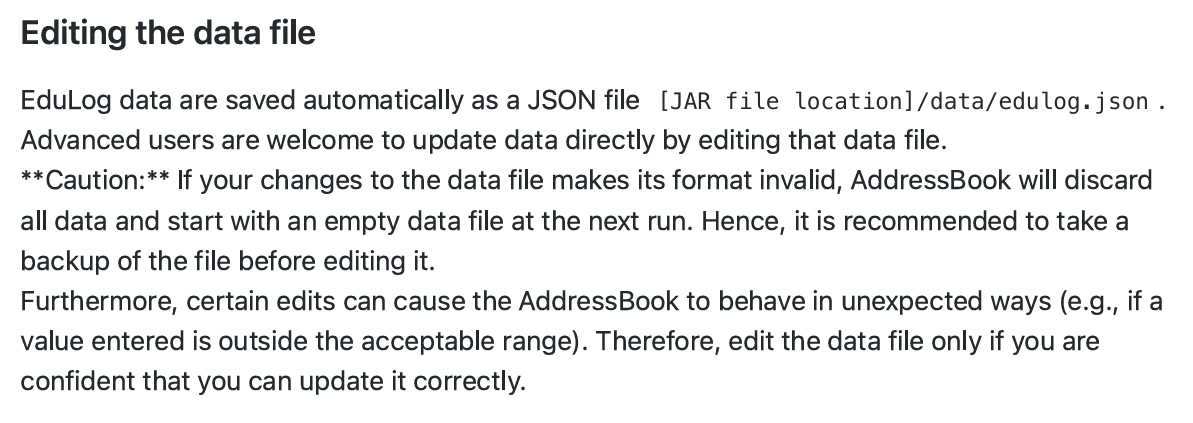 Editing the data file
EduLog data are saved automatically as a JSON file [JAR file location]/data/edulog.json .
Advanced users are welcome to update data directly by editing that data file.
**Caution:** If your changes to the data file makes its format invalid, AddressBook will discard
all data and start with an empty data file at the next run. Hence, it is recommended to take a
backup of the file before editing it.
Furthermore, certain edits can cause the AddressBook to behave in unexpected ways (e.g., if a
value entered is outside the acceptable range). Therefore, edit the data file only if you are
confident that you can update it correctly.